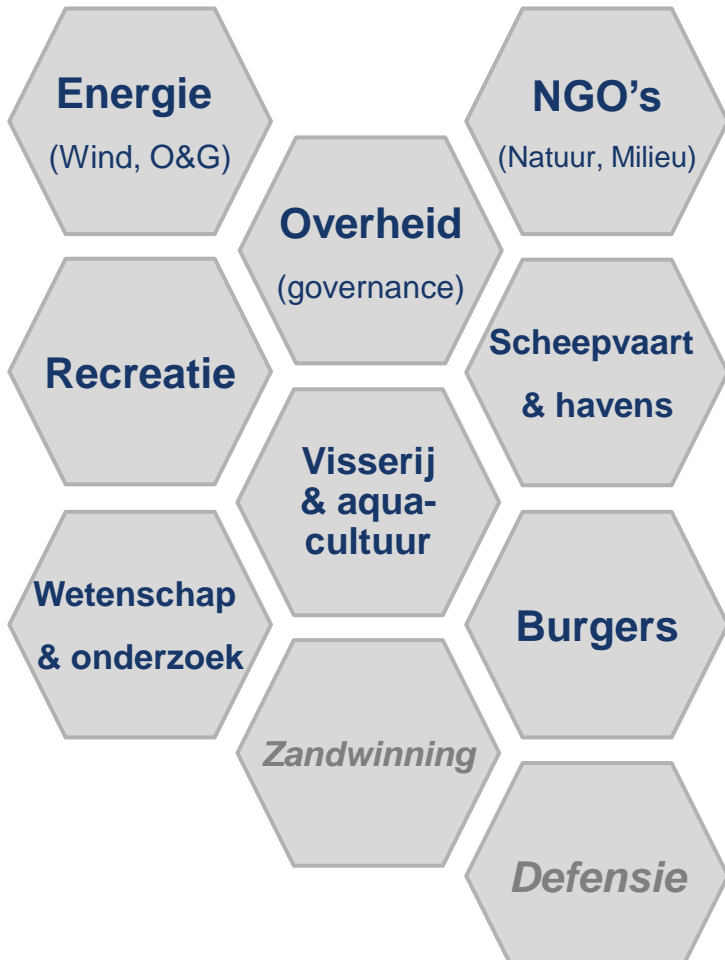 Energie
(Wind, O&G)
NGO’s
(Natuur, Milieu)
Overheid
(governance)
Recreatie
Scheepvaart
& havens
Visserij
& aqua-
cultuur
Wetenschap
& onderzoek
Burgers
Zandwinning
Defensie